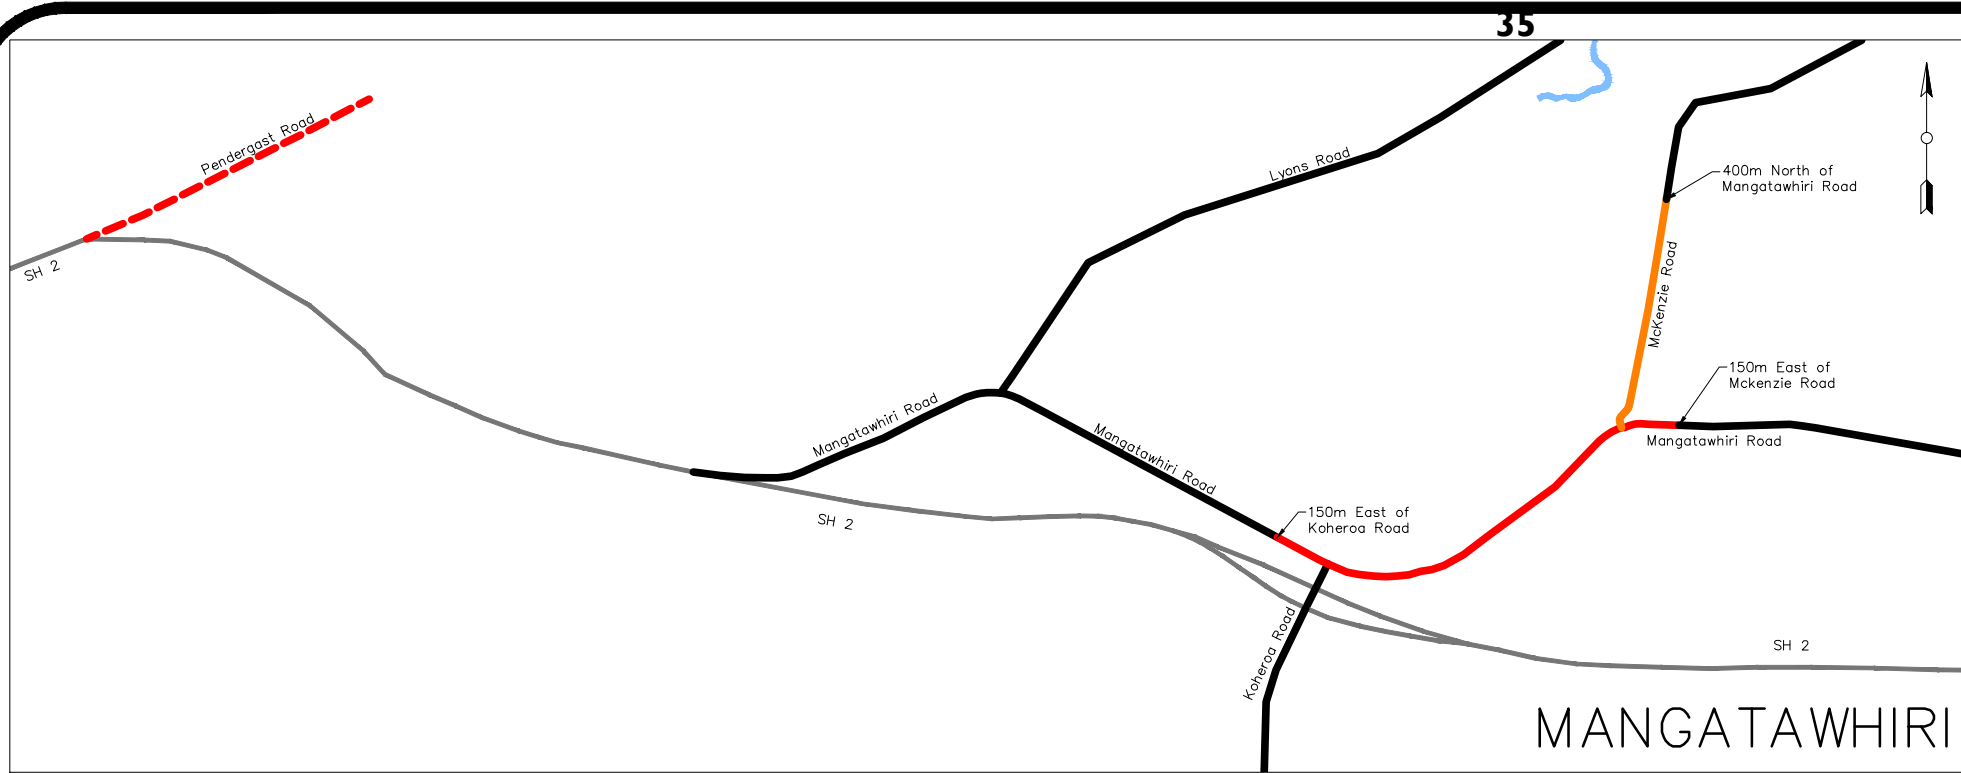 35
Pendergast Road
Lyons Road
400m North of
Mangatawhiri Road
SH 2
McKenzie Road
150m East of
Mckenzie Road
Mangatawhiri Road
Mangatawhiri Road
Mangatawhiri Road
SH 2
150m East of
Koheroa Road
Koheroa Road
SH 2
MANGATAWHIRI